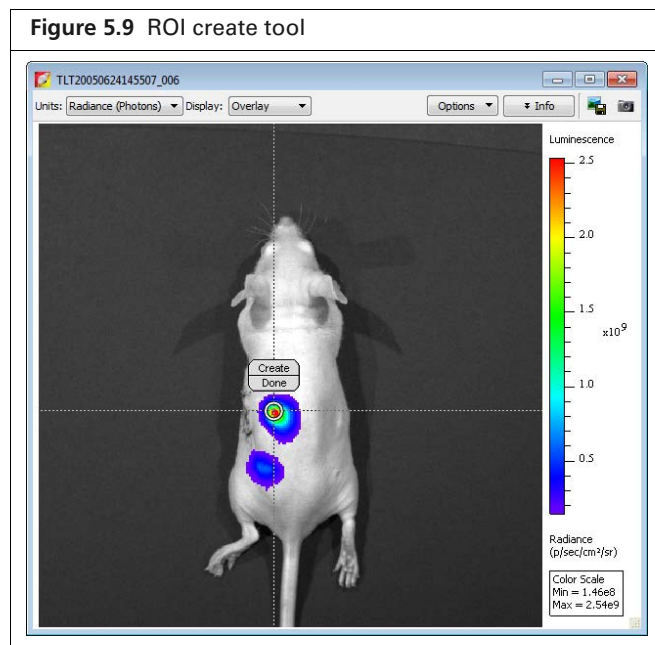 Figure 5.9 ROI create tool
TLT20050624145507_006
Units: Radiance (Photons) Display: Overlay Options Info
Luminescence
2.5
2.0
1.5
x10⁹
1.0
0.5
Create
Done
Radiance
(p/sec/cm²/sr)
Color Scale
Min = 1.46e8
Max = 2.54e9